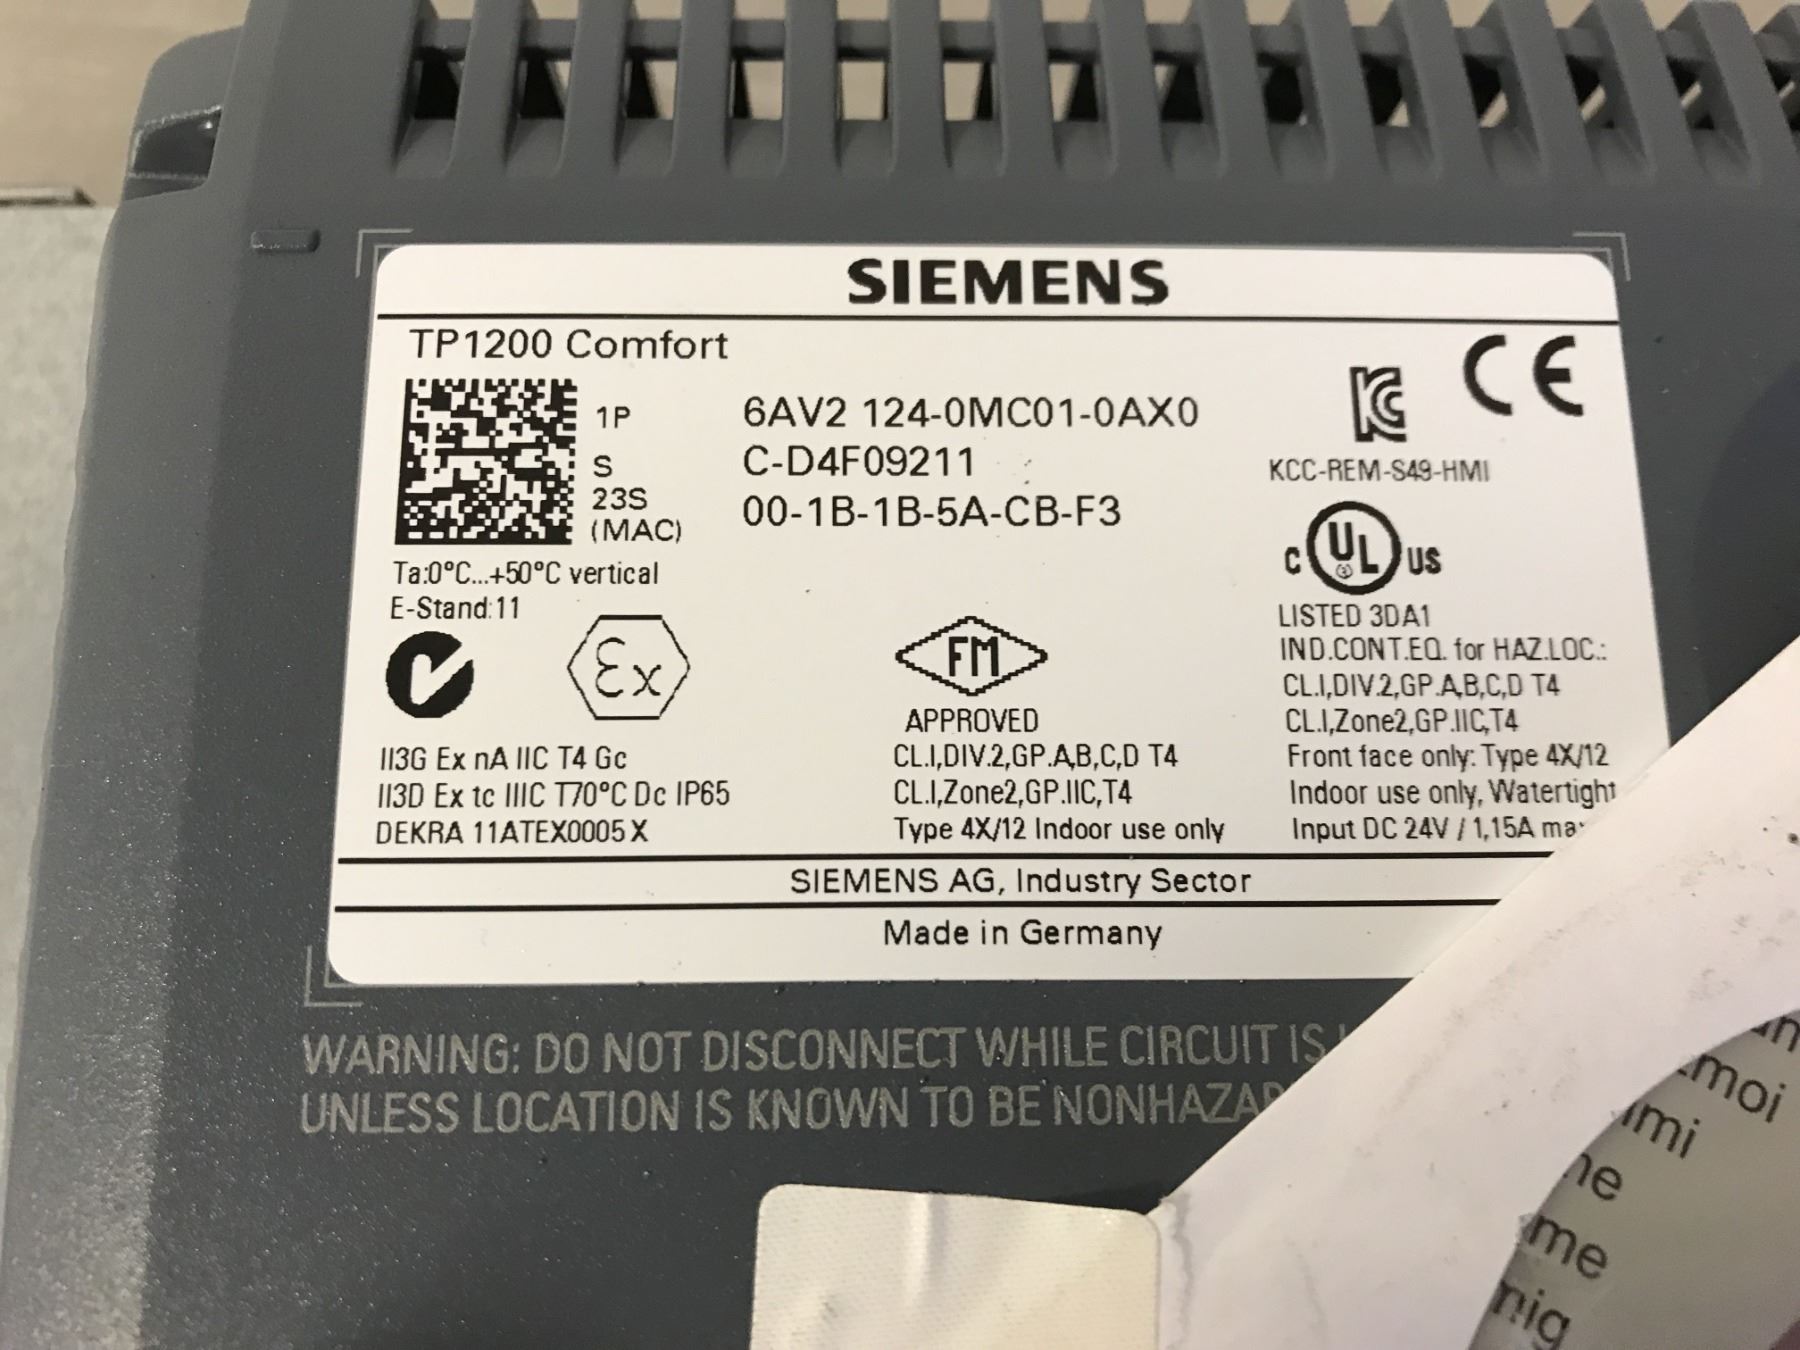 SIEMENS
TP1200 Comfort
1P 6AV2 124-0MC01-0AX0
S C-D4F09211
23S 00-1B-1B-5A-CB-F3
(MAC)
CE
KCC-REM-S49-HMI
Ta:0°C...+50°C vertical
E-Stand:11
Ex
II3G Ex nA IIC T4 Gc
II3D Ex tc IIIC T70°C Dc IP65
DEKRA 11ATEX0005 X
FM
APPROVED
CL.I,DIV.2,GP.A,B,C,D T4
CL.I,Zone2,GP.IIC,T4
Type 4X/12 Indoor use only
C UL US
LISTED 3DA1
IND.CONT.EQ. for HAZ.LOC.:
CL.I,DIV.2,GP.A,B,C,D T4
CL.I,Zone2,GP.IIC,T4
Front face only: Type 4X/12
Indoor use only, Watertight
Input DC 24V / 1,15A
SIEMENS AG, Industry Sector
Made in Germany
WARNING: DO NOT DISCONNECT WHILE CIRCUIT IS
UNLESS LOCATION IS KNOWN TO BE